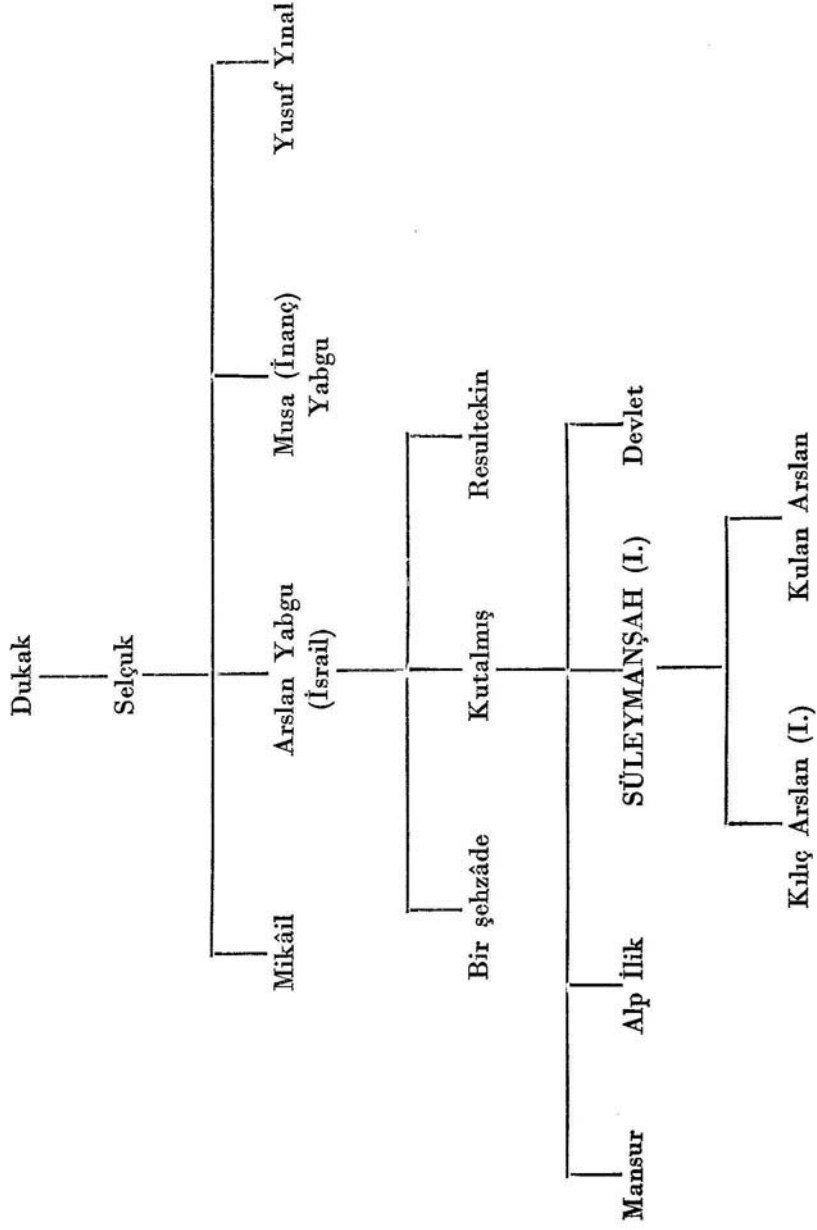 Dukak
Selçuk
Mikâil
Arslan Yabgu
(İsrail)
Musa (İnanç)
Yabgu
Yusuf Yınal
Bir şehzâde
Kutalmış
Resultekin
Mansur
Alp İlik
SÜLEYMANŞAH (I.)
Devlet
Kılıç Arslan (I.)
Kulan Arslan